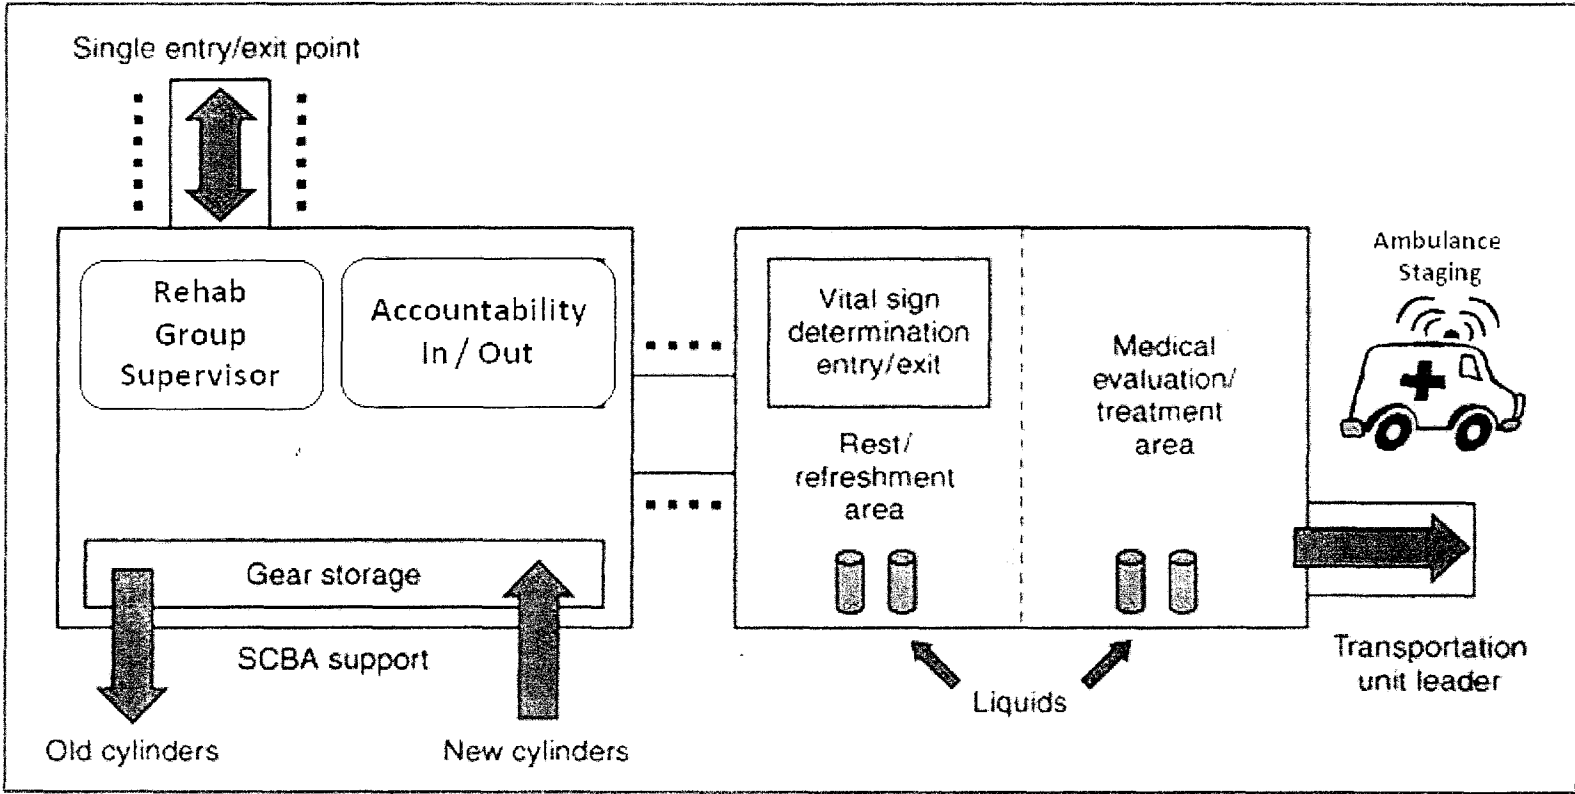 Single entry/exit point
Rehab
Group
Supervisor
Accountability
In / Out
Gear storage
SCBA support
Old cylinders
New cylinders
Vital sign
determination
entry/exit
Rest/
refreshment
area
Medical
evaluation/
treatment
area
Liquids
Ambulance
Staging
Transportation
unit leader